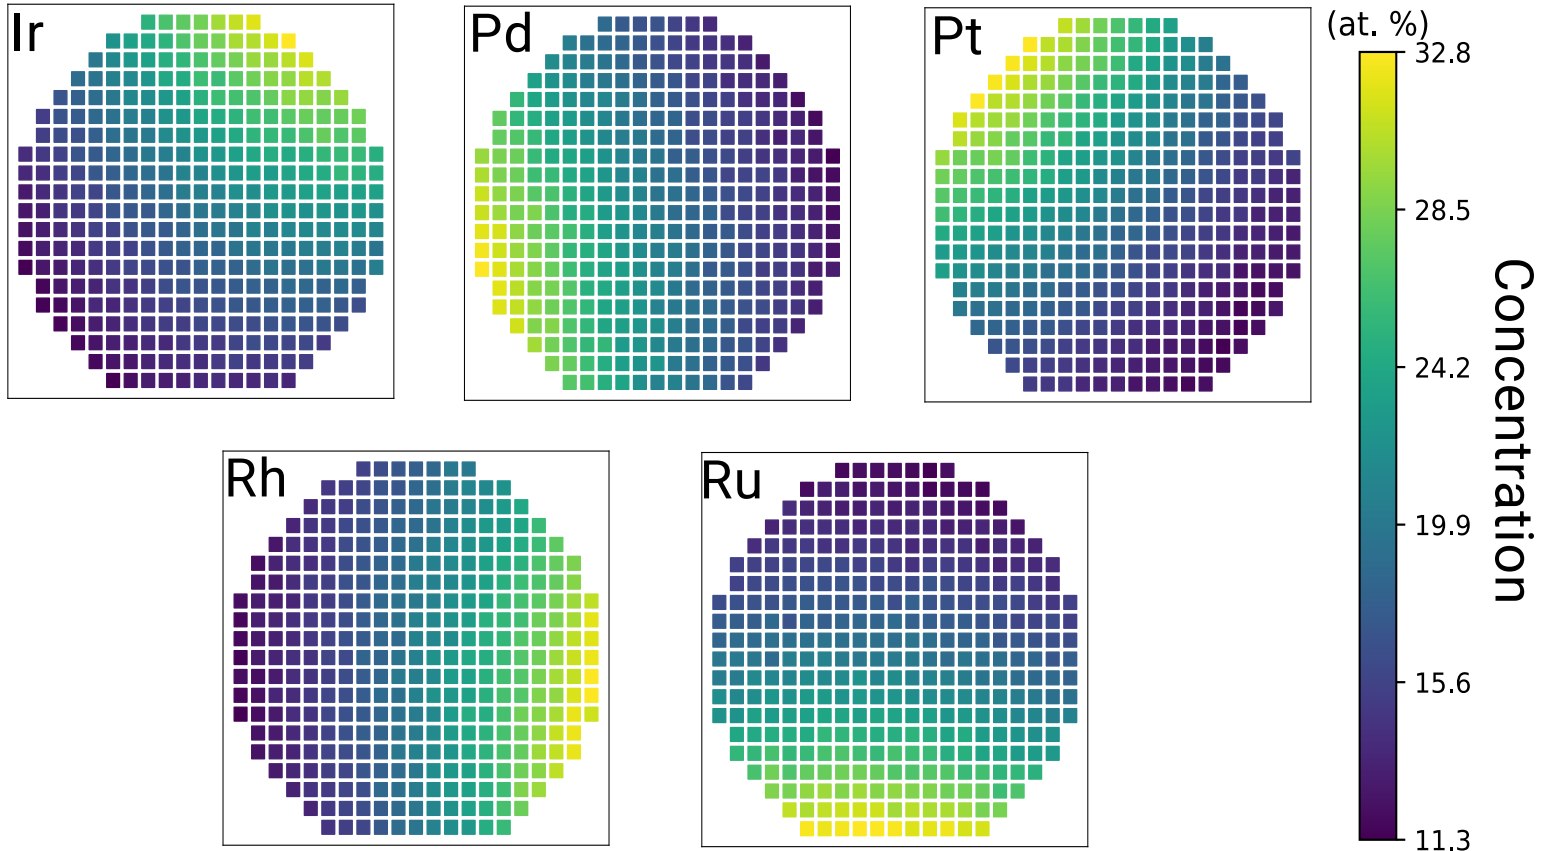 Ir
Pd
Pt
(at. %)
32.8
28.5
24.2
19.9
15.6
11.3
Concentration
Rh
Ru